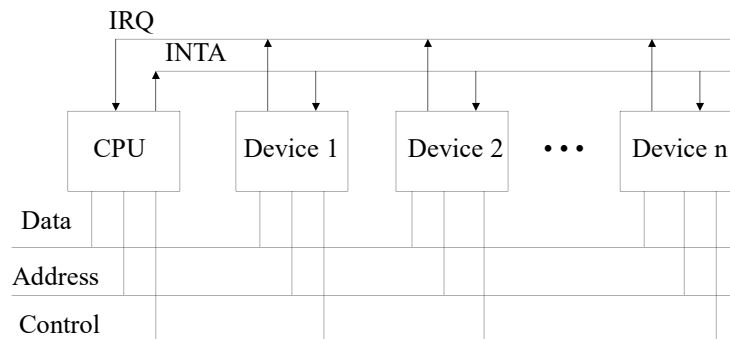 IRQ
INTA
CPU
Device 1
Device 2
• • •
Device n
Data
Address
Control